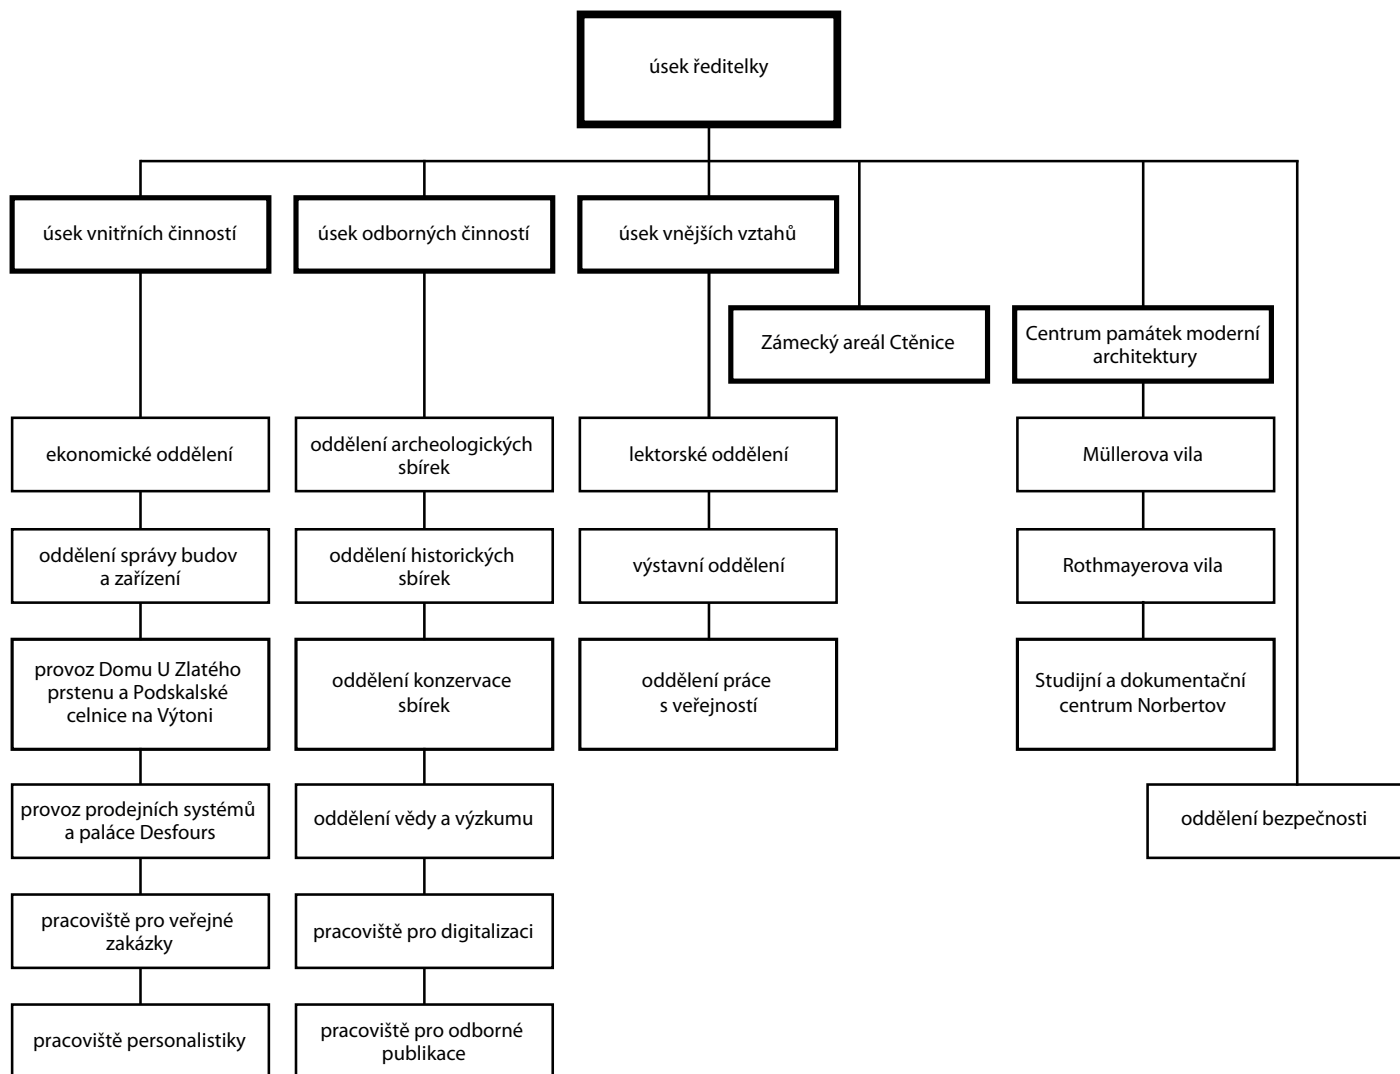 úsek ředitelky
úsek vnitřních činností
úsek odborných činností
úsek vnějších vztahů
Zámecký areál Ctěnice
Centrum památek moderní
architektury
ekonomické oddělení
oddělení archeologických
sbírek
lektorské oddělení
Müllerova vila
oddělení správy budov
a zařízení
oddělení historických
sbírek
výstavní oddělení
Rothmayerova vila
provoz Domu U Zlatého
prstenu a Podskalské
celnice na Výtoni
oddělení konzervace
sbírek
oddělení práce
s veřejností
Studijní a dokumentační
centrum Norbertov
provoz prodejních systémů
a paláce Desfours
oddělení vědy a výzkumu
oddělení bezpečnosti
pracoviště pro veřejné
zakázky
pracoviště pro digitalizaci
pracoviště personalistiky
pracoviště pro odborné
publikace